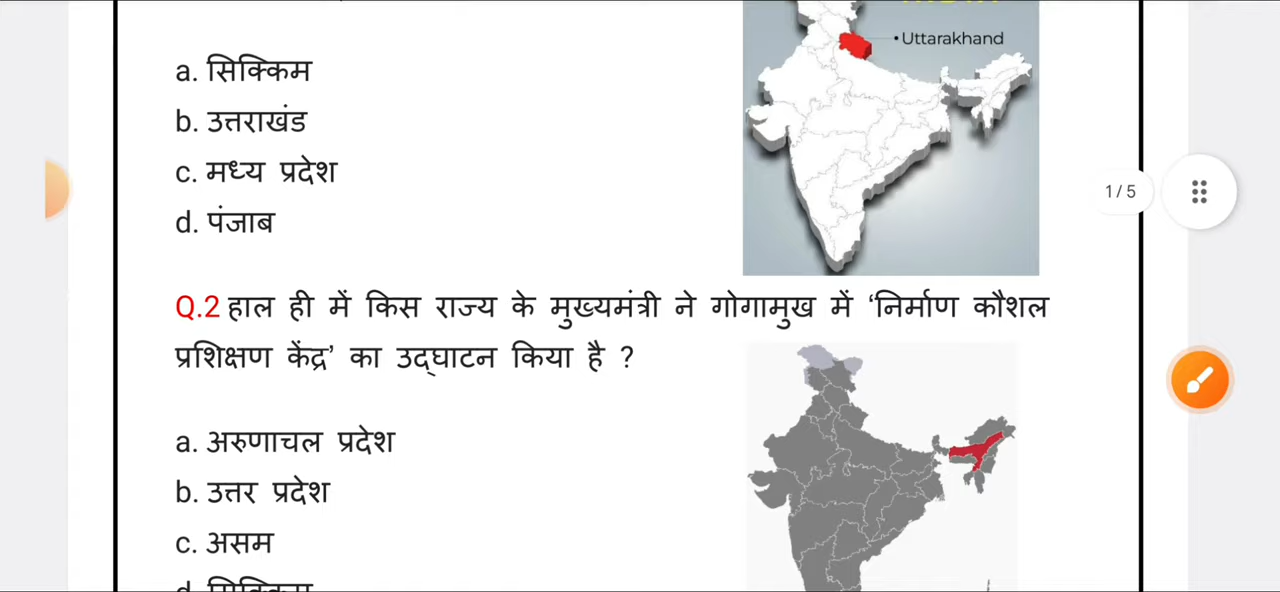 • Uttarakhand
a. सिक्किम
b. उत्तराखंड
c. मध्य प्रदेश
d. पंजाब
1 / 5
Q.2 हाल ही में किस राज्य के मुख्यमंत्री ने गोगामुख में ‘निर्माण कौशल
प्रशिक्षण केंद्र’ का उद्घाटन किया है ?
a. अरुणाचल प्रदेश
b. उत्तर प्रदेश
c. असम
d. सिक्किम